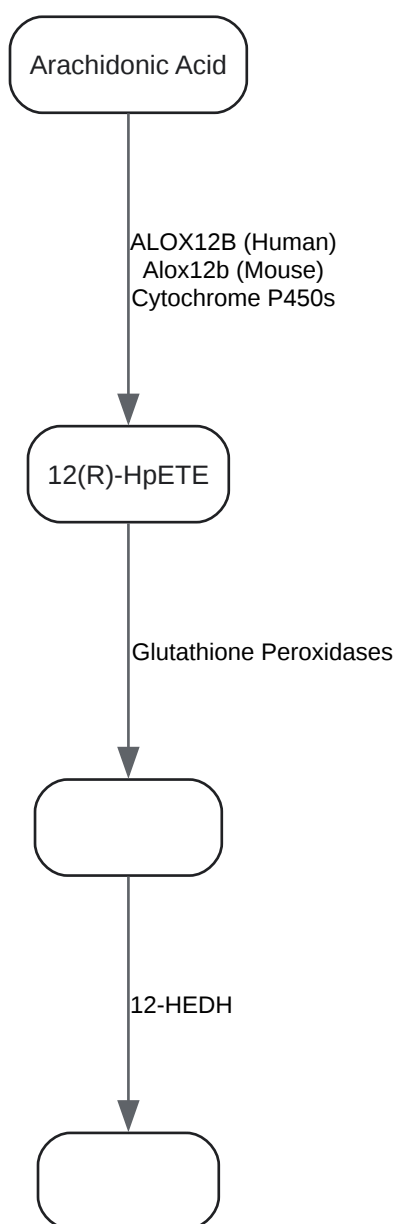 Arachidonic Acid
ALOX12B (Human)
Alox12b (Mouse)
Cytochrome P450s
12(R)-HpETE
Glutathione Peroxidases
12-HEDH